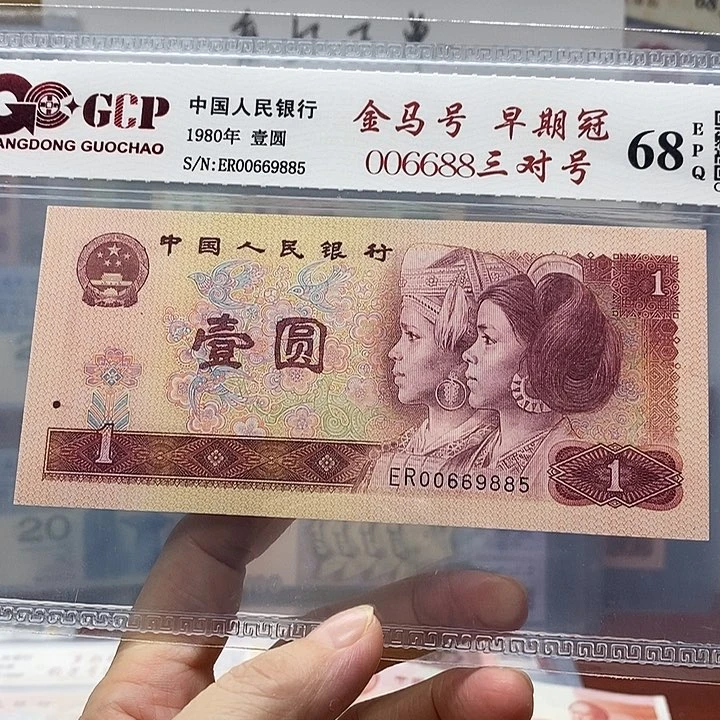 GCP
ANGDONG GUOCHAO
中国人民银行
1980年 壹圆
S/N:ER00669885
金马号 早期冠
006688三对号
68
EPQ
中国人民银行
壹圆
1
1
1
ER00669885
20